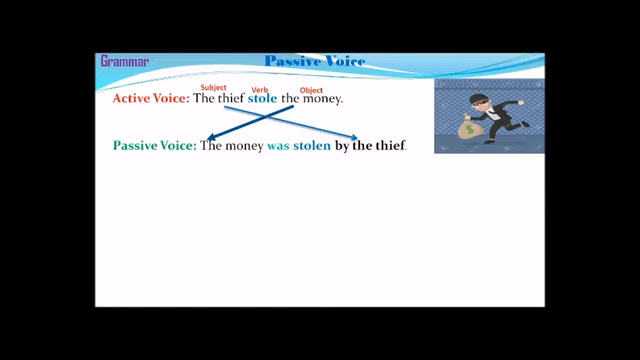 Grammar
Passive Voice
Subject Verb Object
Active Voice: The thief stole the money.
Passive Voice: The money was stolen by the thief.
$